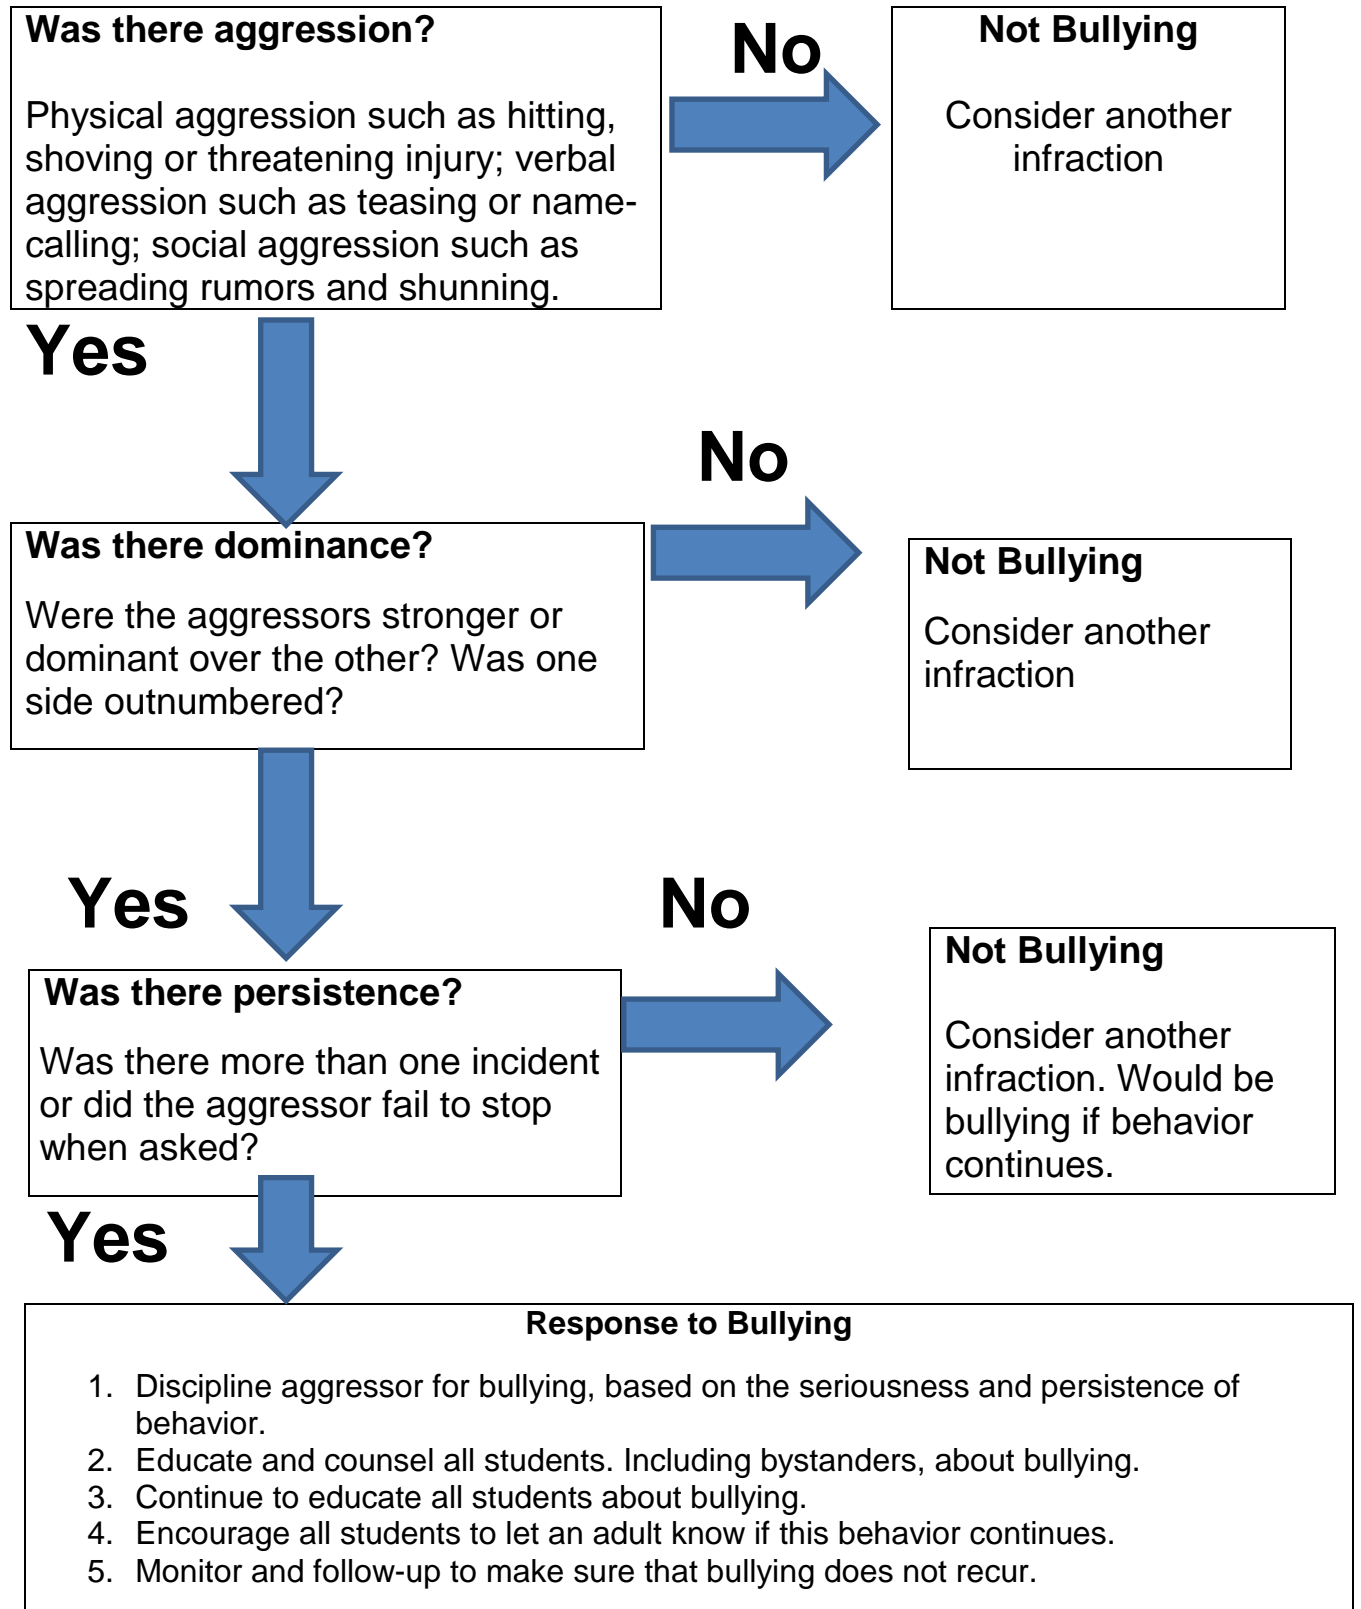 Was there aggression?
Physical aggression such as hitting,
shoving or threatening injury; verbal
aggression such as teasing or name-
calling; social aggression such as
spreading rumors and shunning.
No
Not Bullying
Consider another
infraction
Yes
No
Was there dominance?
Were the aggressors stronger or
dominant over the other? Was one
side outnumbered?
Not Bullying
Consider another
infraction
Yes
No
Was there persistence?
Was there more than one incident
or did the aggressor fail to stop
when asked?
Not Bullying
Consider another
infraction. Would be
bullying if behavior
continues.
Yes
Response to Bullying
1. Discipline aggressor for bullying, based on the seriousness and persistence of
behavior.
2. Educate and counsel all students. Including bystanders, about bullying.
3. Continue to educate all students about bullying.
4. Encourage all students to let an adult know if this behavior continues.
5. Monitor and follow-up to make sure that bullying does not recur.